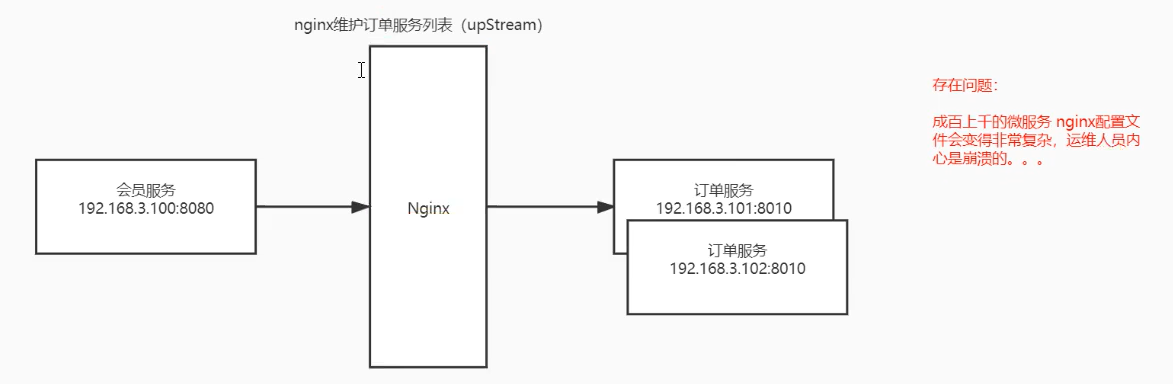 nginx维护订单服务列表（upStream）
会员服务
192.168.3.100:8080
Nginx
订单服务
192.168.3.101:8010
订单服务
192.168.3.102:8010
存在问题：
成百上千的微服务 nginx配置文
件会变得非常复杂，运维人员内
心是崩溃的。。。